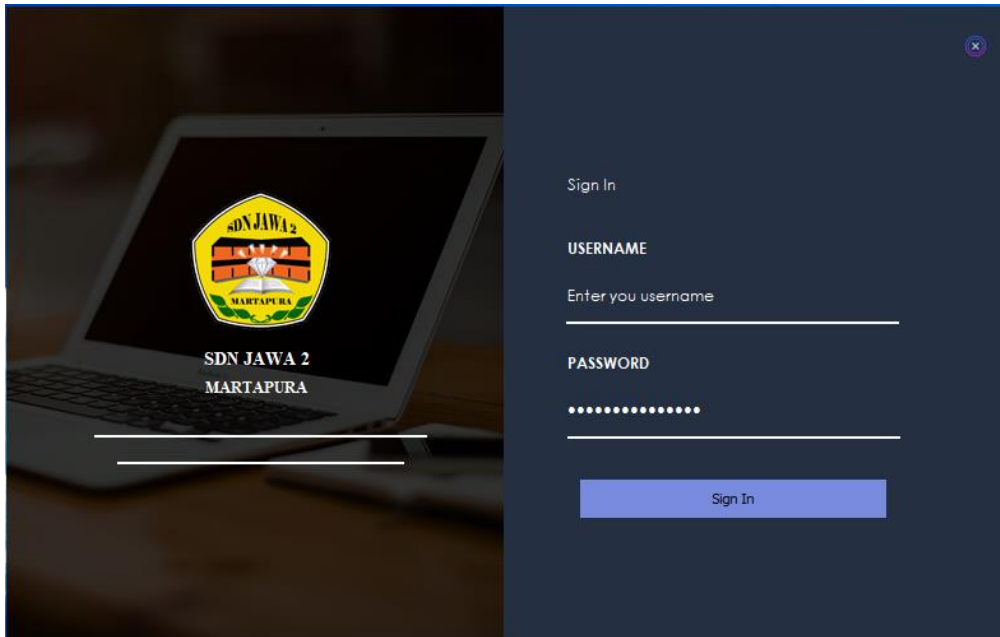 SDN JAWA 2
MARTAPURA
SDN JAWA 2
MARTAPURA
Sign In
USERNAME
Enter you username
PASSWORD
•••••••••••••••
Sign In